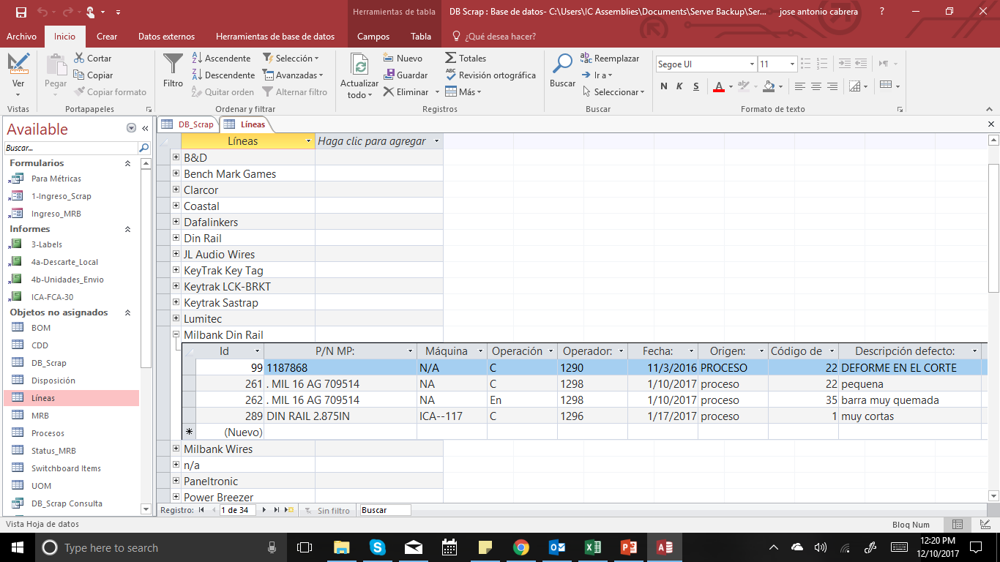 Herramientas de tabla
DB Scrap : Base de datos- C:\Users\IC Assemblies\Documents\Server Backup\Ser...
jose antonio cabrera
?
Archivo Inicio Crear Datos externos Herramientas de base de datos Campos Tabla ¿Qué desea hacer?
Ver
Vistas
Pegar
Cortar
Copiar
Copiar formato
Portapapeles
Filtro
Ascendente
Descendente
Quitar orden
Selección
Avanzadas
Alternar filtro
Ordenar y filtrar
Actualizar
todo
Nuevo
Guardar
Eliminar
Totales
Revisión ortográfica
Más
Registros
Buscar
Reemplazar
Ir a
Seleccionar
Buscar
Segoe UI 11
N K S A
Formato de texto
Available
Buscar...
Formularios
Para Métricas
1-Ingreso_Scrap
Ingreso_MRB
Informes
3-Labels
4a-Descarte_Local
4b-Unidades_Envio
ICA-FCA-30
Objetos no asignados
BOM
CDD
DB_Scrap
Disposición
Líneas
MRB
Procesos
Status_MRB
Switchboard Items
UOM
DB_Scrap Consulta
DB_Scrap Líneas
Líneas Haga clic para agregar
B&D
Bench Mark Games
Clarcor
Coastal
Dafalinkers
Din Rail
JL Audio Wires
KeyTrak Key Tag
Keytrak LCK-BRKT
Keytrak Sastrap
Lumitec
Milbank Din Rail
Id P/N MP: Máquina Operación Operador: Fecha: Origen: Código de Descripción defecto:
99 1187868 N/A C 1290 11/3/2016 PROCESO 22 DEFORME EN EL CORTE
261 . MIL 16 AG 709514 NA C 1298 1/10/2017 proceso 22 pequena
262 . MIL 16 AG 709514 NA En 1298 1/10/2017 proceso 35 barra muy quemada
289 DIN RAIL 2.875IN ICA--117 C 1296 1/17/2017 proceso 1 muy cortas
(Nuevo)
Milbank Wires
n/a
Paneltronic
Power Breezer
Registro: 1 de 34 Sin filtro Buscar
Vista Hoja de datos
Bloq Num
Type here to search
12:20 PM
12/10/2017